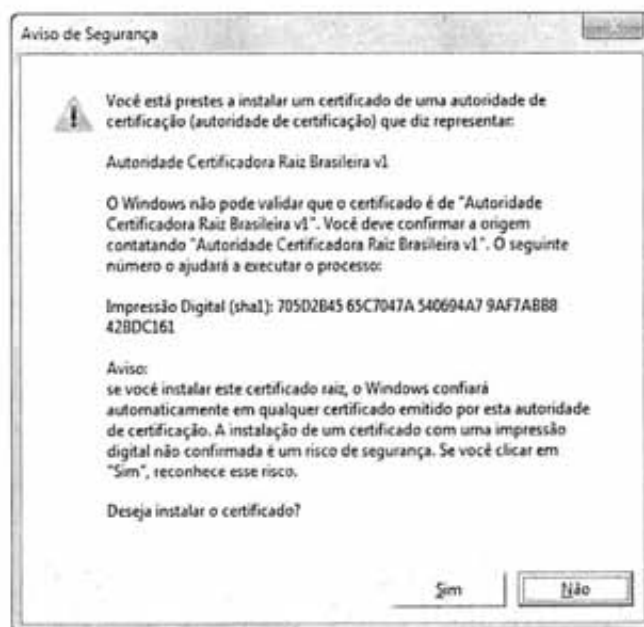 Aviso de Segurança
Você está prestes a instalar um certificado de uma autoridade de
certificação (autoridade de certificação) que diz representar:
Autoridade Certificadora Raiz Brasileira v1
O Windows não pode validar que o certificado é de "Autoridade
Certificadora Raiz Brasileira v1". Você deve confirmar a origem
contatando "Autoridade Certificadora Raiz Brasileira v1". O seguinte
número o ajudará a executar o processo:
Impressão Digital (sha1): 705D2B45 65C7047A 540694A7 9AF7ABB8
42BDC161
Aviso:
se você instalar este certificado raiz, o Windows confiará
automaticamente em qualquer certificado emitido por esta autoridade
de certificação. A instalação de um certificado com uma impressão
digital não confirmada é um risco de segurança. Se você clicar em
"Sim", reconhece esse risco.
Deseja instalar o certificado?
Sim
Não